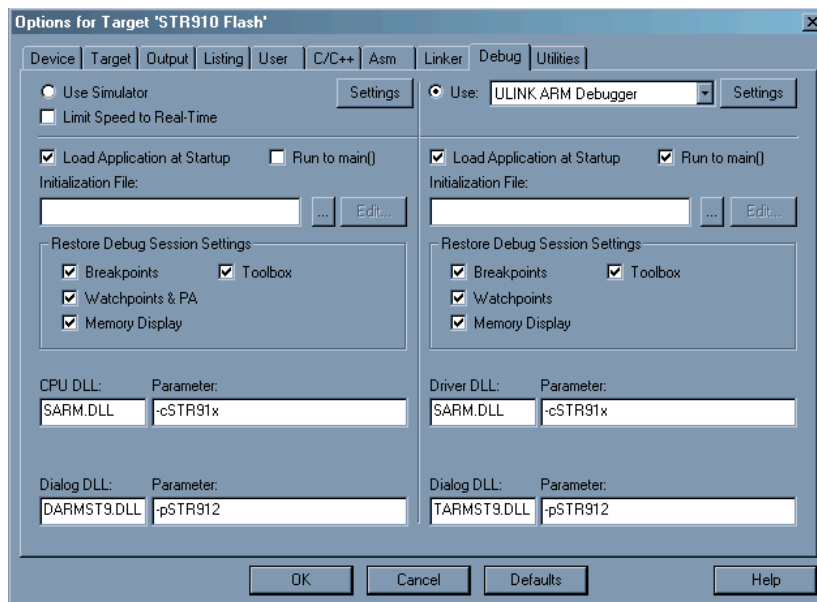 Options for Target 'STR910 Flash'
Device Target Output Listing User C/C++ Asm Linker Debug Utilities
Use Simulator Settings Use: ULINK ARM Debugger Settings
Limit Speed to Real-Time
Load Application at Startup Run to main() Load Application at Startup Run to main()
Initialization File: Initialization File:
... Edit... ... Edit...
Restore Debug Session Settings Restore Debug Session Settings
Breakpoints Toolbox Breakpoints Toolbox
Watchpoints & PA Watchpoints
Memory Display Memory Display
CPU DLL: Parameter: Driver DLL: Parameter:
SARM.DLL -cSTR91x SARM.DLL -cSTR91x
Dialog DLL: Parameter: Dialog DLL: Parameter:
DARMST9.DLL -pSTR912 TARMST9.DLL -pSTR912
OK Cancel Defaults Help